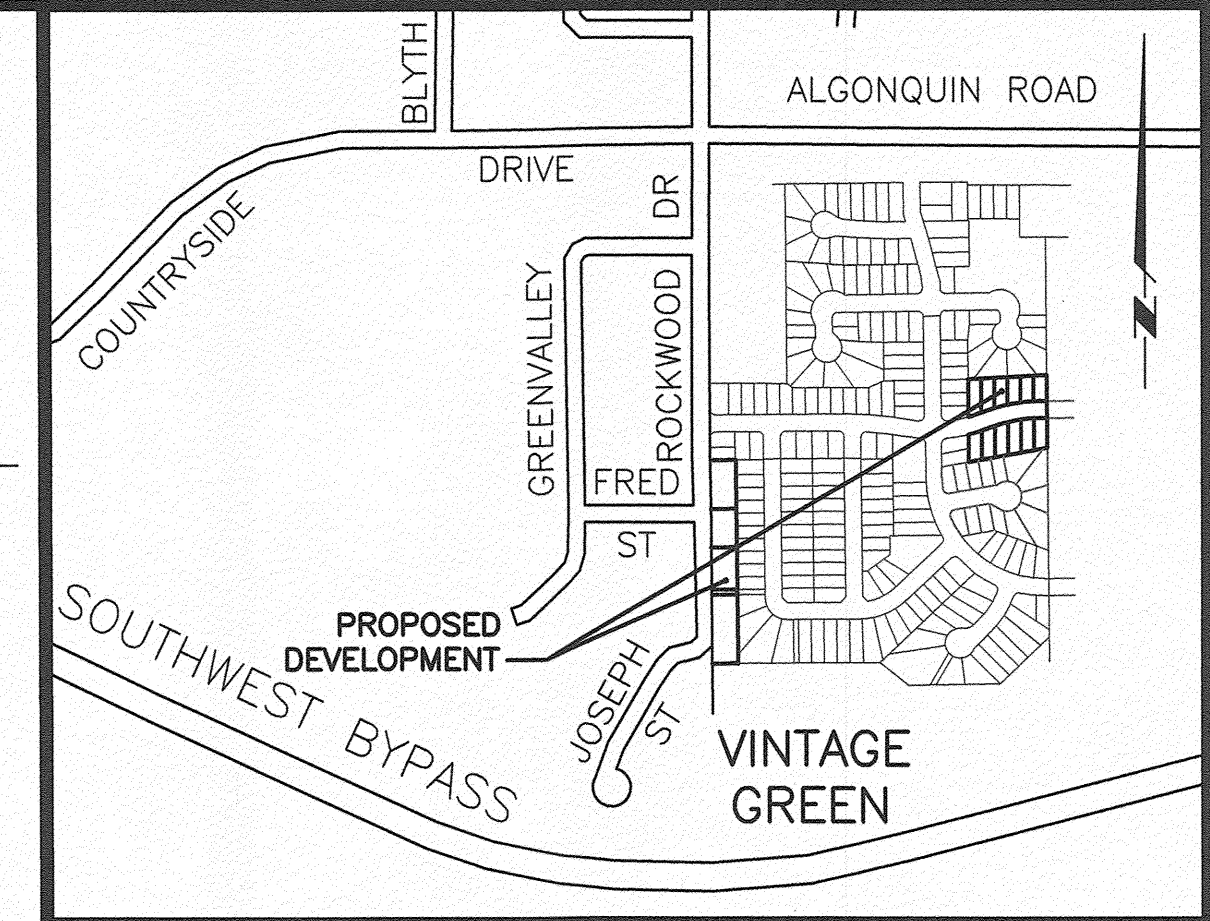 BLYTH
ALGONQUIN ROAD
DRIVE
DR
COUNTRYSIDE
GREENVALLEY
ROCKWOOD
N
FRED
ST
PROPOSED
DEVELOPMENT
SOUTHWEST BYPASS
JOSEPH
ST
VINTAGE
GREEN